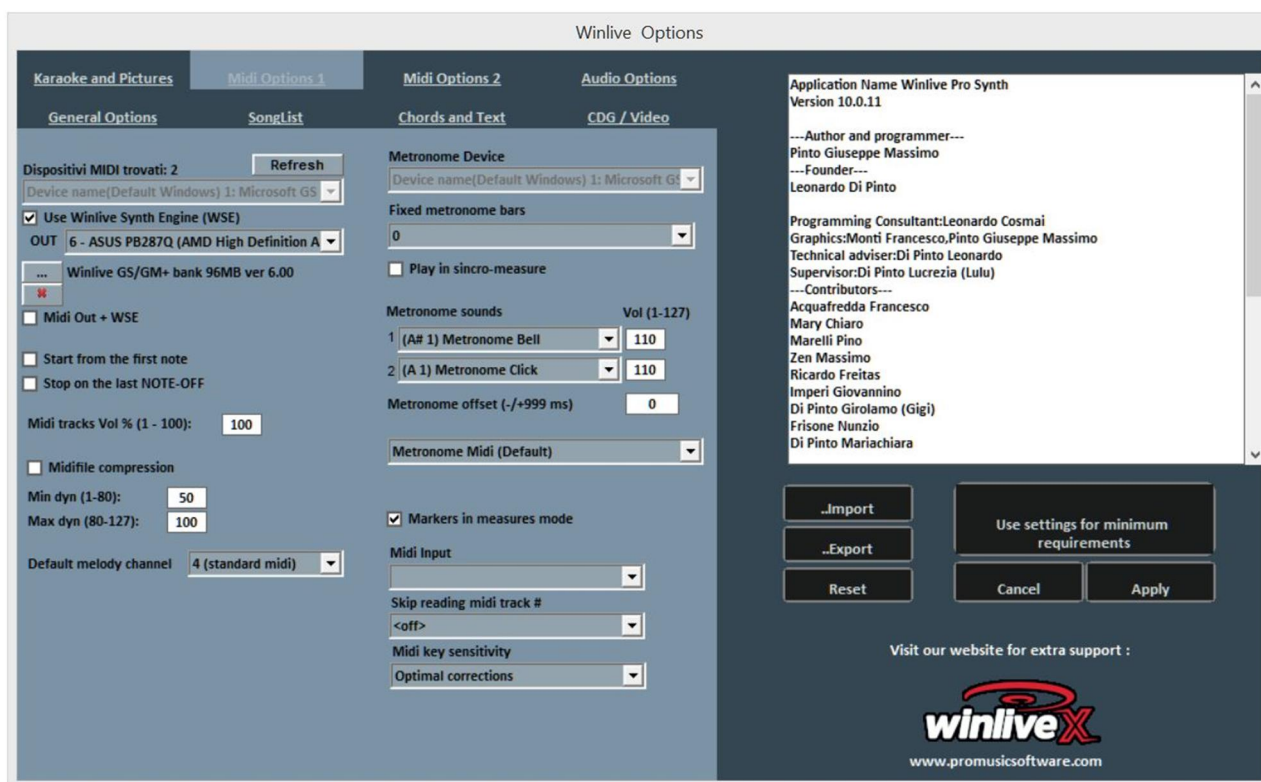 Winlive Options
Karaoke and Pictures
Midi Options 1
Midi Options 2
Audio Options
General Options
SongList
Chords and Text
CDG / Video
Dispositivi MIDI trovati: 2
Refresh
Device name(Default Windows) 1: Microsoft GS
Use Winlive Synth Engine (WSE)
OUT 6 - ASUS PB287Q (AMD High Definition A
... Winlive GS/GM+ bank 96MB ver 6.00
Midi Out + WSE
Start from the first note
Stop on the last NOTE-OFF
Midi tracks Vol % (1 - 100): 100
Midifile compression
Min dyn (1-80): 50
Max dyn (80-127): 100
Default melody channel 4 (standard midi)
Metronome Device
Device name(Default Windows) 1: Microsoft GS
Fixed metronome bars
0
Play in sincro-measure
Metronome sounds Vol (1-127)
1 (A# 1) Metronome Bell 110
2 (A 1) Metronome Click 110
Metronome offset (-/+999 ms) 0
Metronome Midi (Default)
Markers in measures mode
Midi Input
Skip reading midi track #
<off>
Midi key sensitivity
Optimal corrections
Application Name Winlive Pro Synth
Version 10.0.11
---Author and programmer---
Pinto Giuseppe Massimo
---Founder---
Leonardo Di Pinto
Programming Consultant:Leonardo Cosmai
Graphics:Monti Francesco,Pinto Giuseppe Massimo
Technical adviser:Di Pinto Leonardo
Supervisor:Di Pinto Lucrezia (Lulu)
---Contributors---
Acquafredda Francesco
Mary Chiaro
Marelli Pino
Zen Massimo
Ricardo Freitas
Imperi Giovannino
Di Pinto Girolamo (Gigi)
Frisone Nunzio
Di Pinto Mariachiara
..Import
..Export
Reset
Use settings for minimum
requirements
Cancel
Apply
Visit our website for extra support :
winlive X
www.promusicsoftware.com